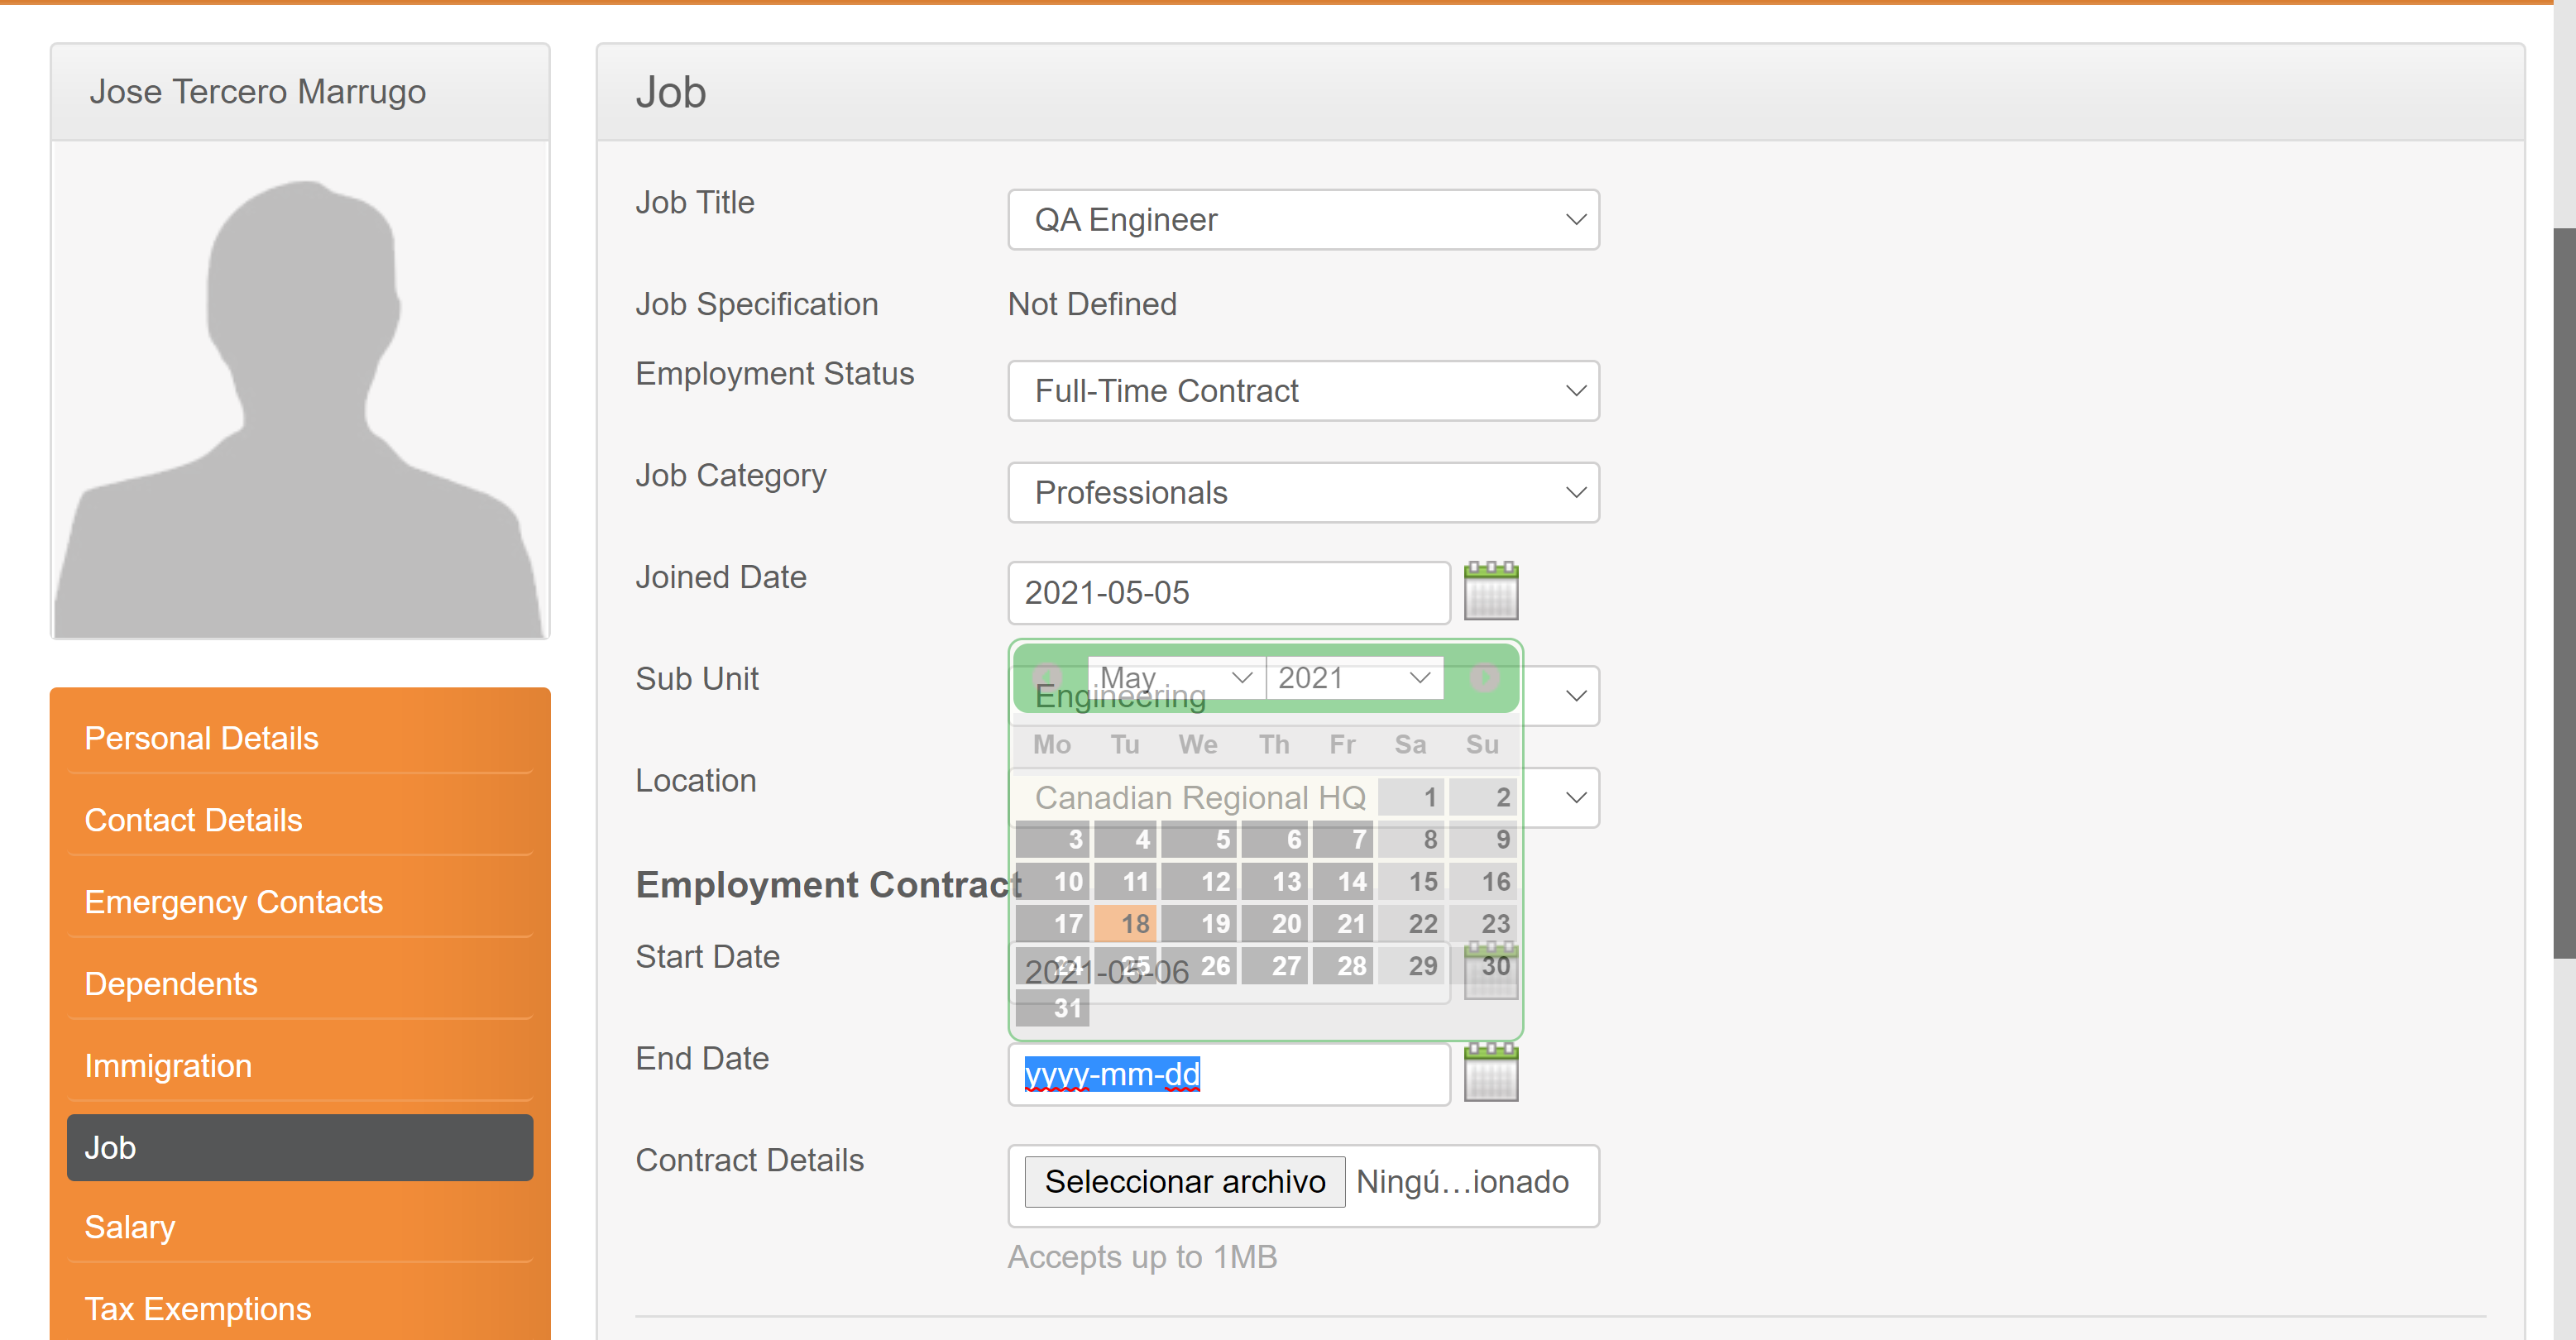 Jose Tercero Marrugo
Personal Details
Contact Details
Emergency Contacts
Dependents
Immigration
Job
Salary
Tax Exemptions
Job
Job Title
QA Engineer
Job Specification
Not Defined
Employment Status
Full-Time Contract
Job Category
Professionals
Joined Date
2021-05-05
Sub Unit
Engineering
Location
Canadian Regional HQ
Employment Contract
Start Date
2021-05-06
May 2021
Mo Tu We Th Fr Sa Su
1 2
3 4 5 6 7 8 9
10 11 12 13 14 15 16
17 18 19 20 21 22 23
24 25 26 27 28 29 30
31
End Date
yyyy-mm-dd
Contract Details
Seleccionar archivo Ningú…ionado
Accepts up to 1MB